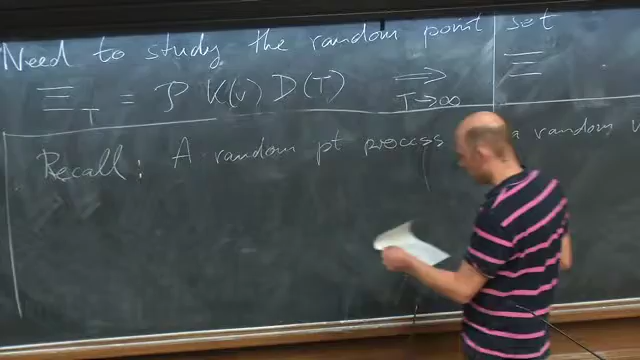 Need to study the random point set
Ξ_T = P K(v) D(T) ⟹_{T→∞} Ξ
Recall: A random pt process a random